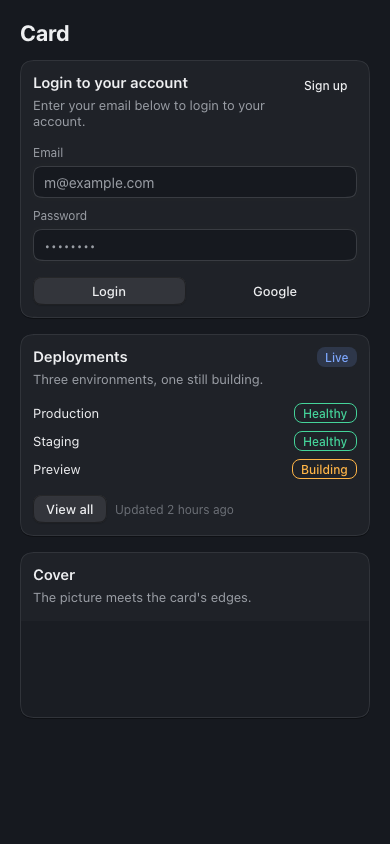 Card
Login to your account
Sign up
Enter your email below to login to your
account.
Email
m@example.com
Password
••••••••
Login
Google
Deployments
Live
Three environments, one still building.
Production
Healthy
Staging
Healthy
Preview
Building
View all
Updated 2 hours ago
Cover
The picture meets the card's edges.